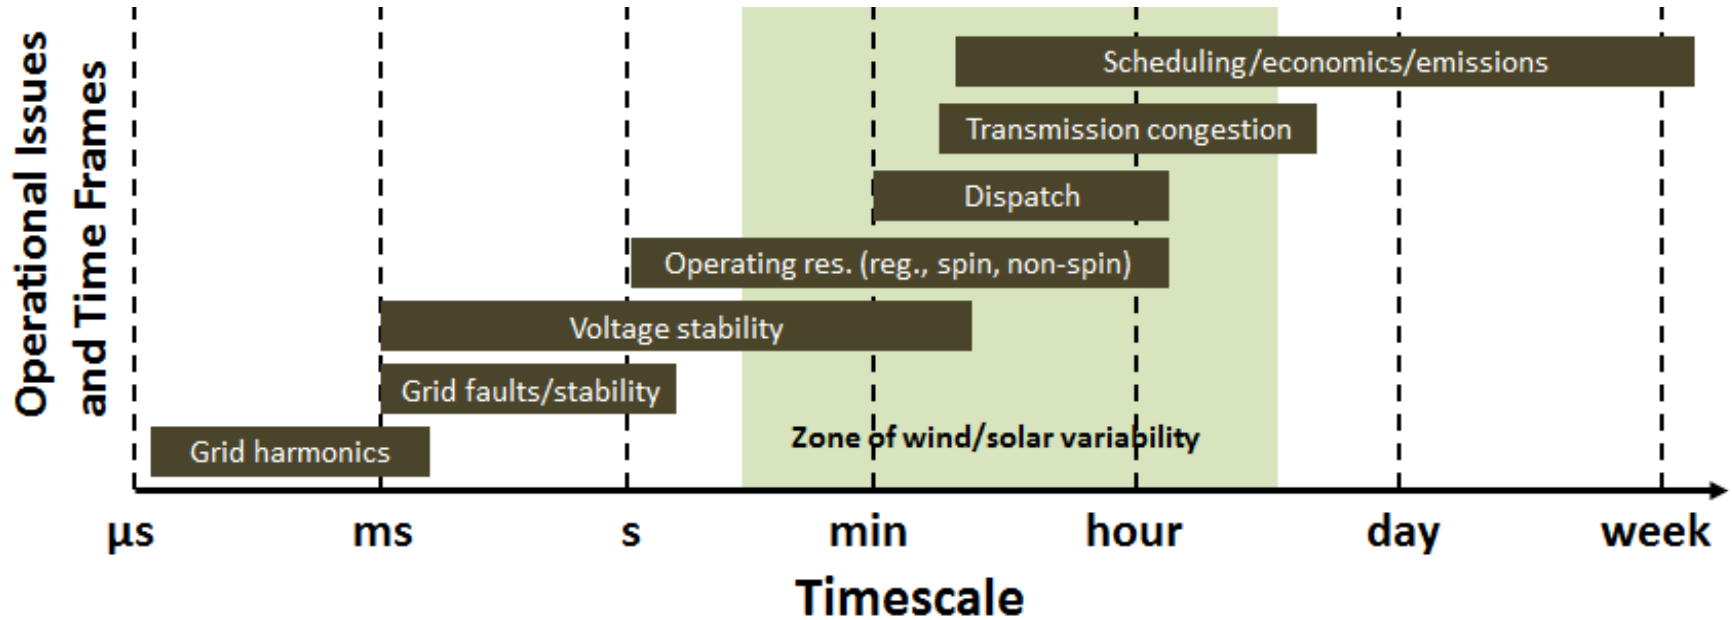 Operational Issues
and Time Frames
Scheduling/economics/emissions
Transmission congestion
Dispatch
Operating res. (reg., spin, non-spin)
Voltage stability
Grid faults/stability
Zone of wind/solar variability
Grid harmonics
μs ms s min hour day week
Timescale